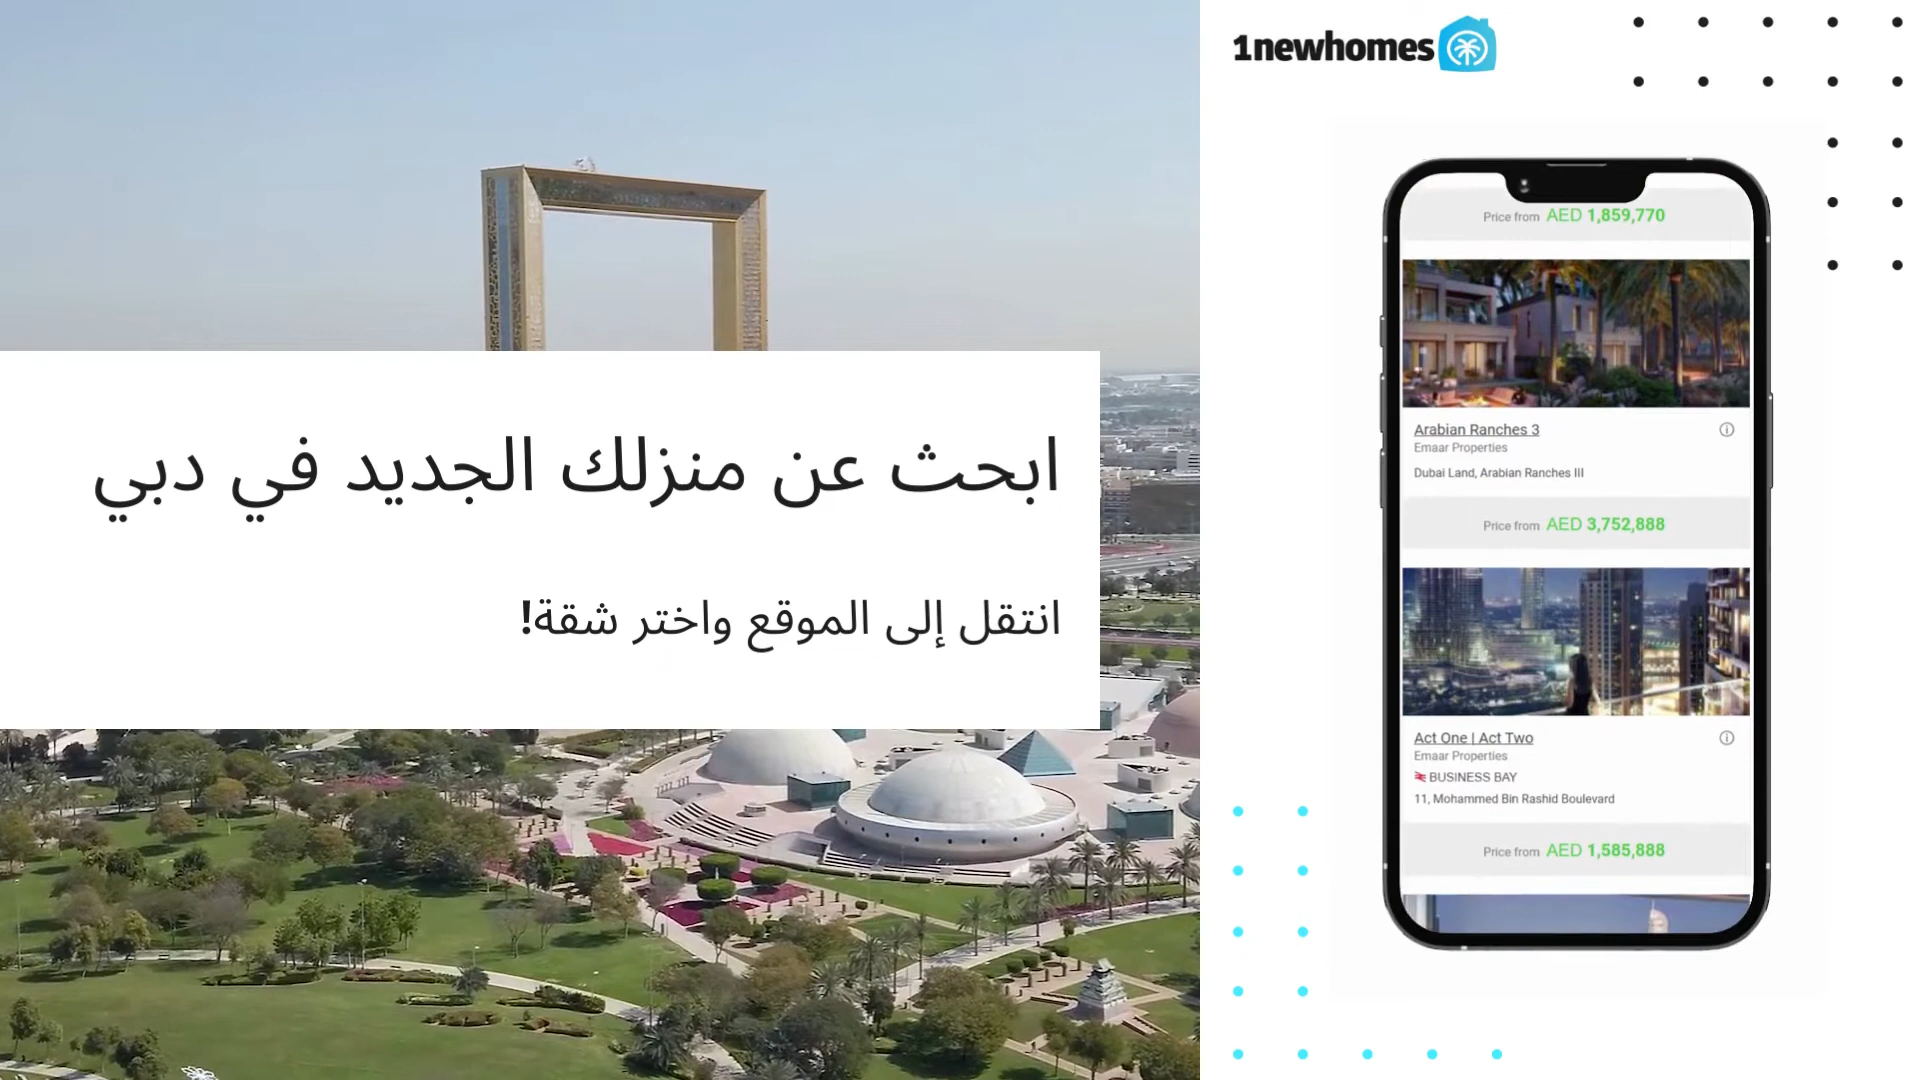 1newhomes
ابحث عن منزلك الجديد في دبي
انتقل إلى الموقع واختر شقة!
Price from AED 1,859,770
Arabian Ranches 3
Emaar Properties
Dubai Land, Arabian Ranches III
Price from AED 3,752,888
Act One | Act Two
Emaar Properties
BUSINESS BAY
11, Mohammed Bin Rashid Boulevard
Price from AED 1,585,888